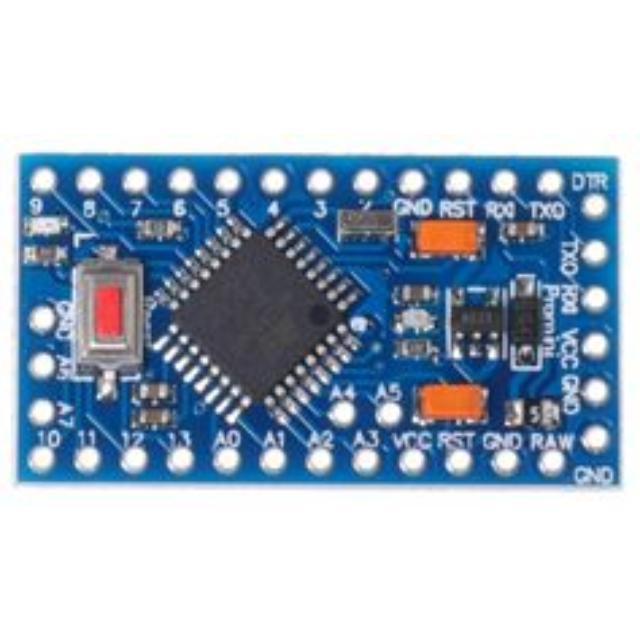 DTR
9 8 7 6 5 4 3 2 GND RST RXI TXO
L
GND
A6
A7
TXO
RXI
VCC
GND
Promini
A4 A5
5
10 11 12 13 A0 A1 A2 A3 VCC RST GND RAW
GND